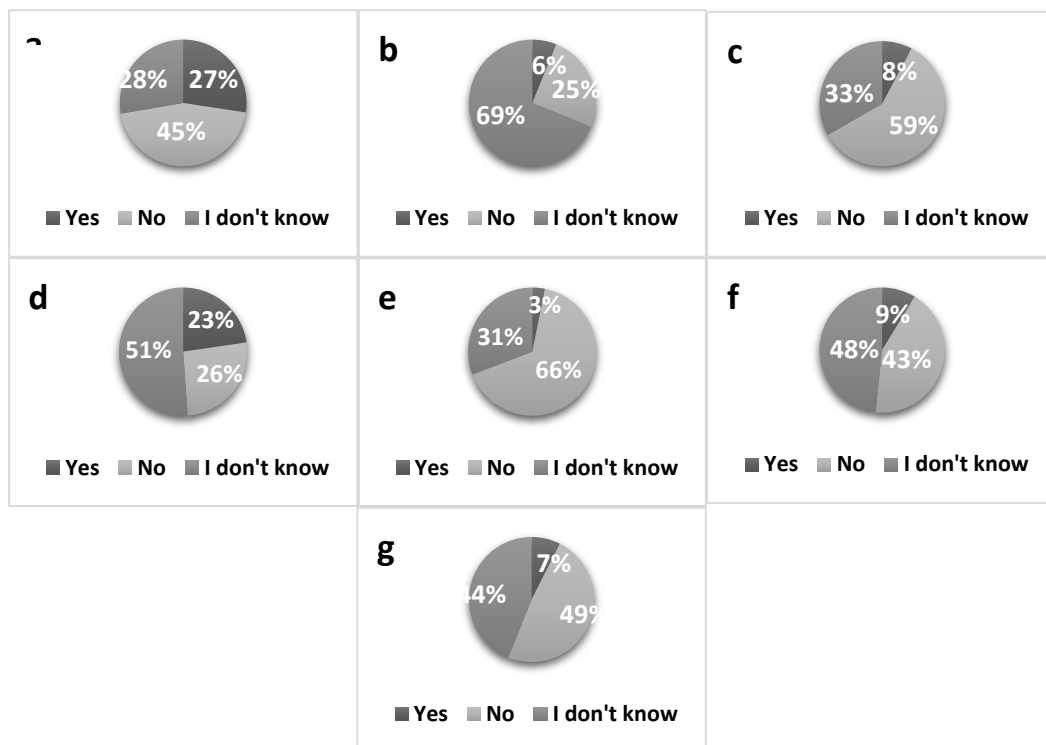 a
28% 27%
45%
Yes No I don't know
b
6%
25%
69%
Yes No I don't know
c
8%
33%
59%
Yes No I don't know
d
23%
51%
26%
Yes No I don't know
e
3%
31%
66%
Yes No I don't know
f
9%
48% 43%
Yes No I don't know
g
7%
44%
49%
Yes No I don't know